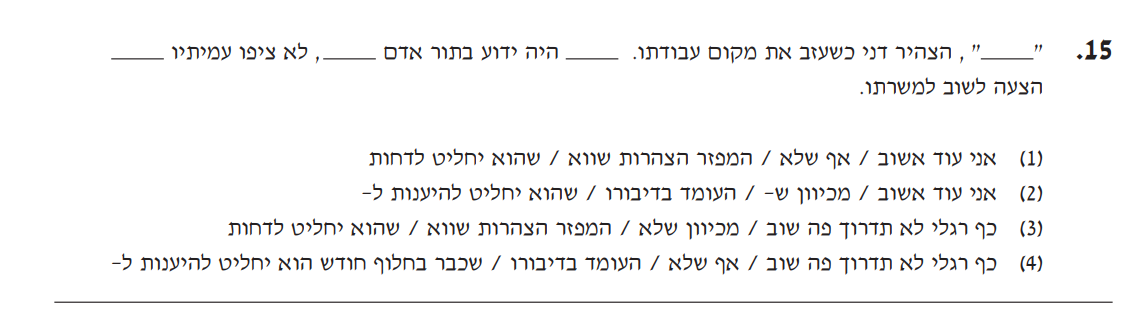 15. "_____", הצהיר דני כשעזב את מקום עבודתו. _____ היה ידוע בתור אדם _____, לא ציפו עמיתיו _____
הצעה לשוב למשרתו.
(1) אני עוד אשוב / אף שלא / המפזר הצהרות שווא / שהוא יחליט לדחות
(2) אני עוד אשוב / מכיוון ש- / העומד בדיבורו / שהוא יחליט להיענות ל-
(3) כף רגלי לא תדרוך פה שוב / מכיוון שלא / המפזר הצהרות שווא / שהוא יחליט לדחות
(4) כף רגלי לא תדרוך פה שוב / אף שלא / העומד בדיבורו / שכבר בחלוף חודש הוא יחליט להיענות ל-